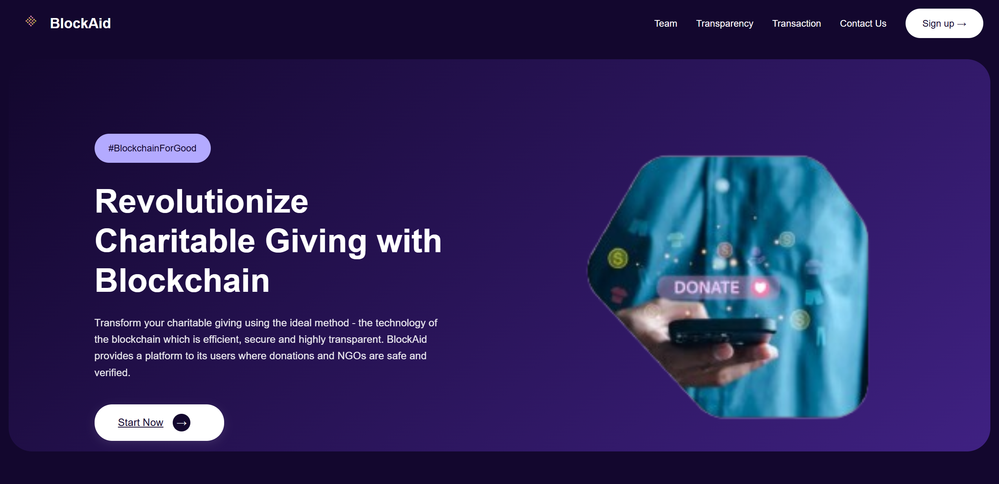 BlockAid
Team
Transparency
Transaction
Contact Us
Sign up →
#BlockchainForGood
Revolutionize
Charitable Giving with
Blockchain
Transform your charitable giving using the ideal method - the technology of
the blockchain which is efficient, secure and highly transparent. BlockAid
provides a platform to its users where donations and NGOs are safe and
verified.
Start Now →
$
$
$
DONATE
$